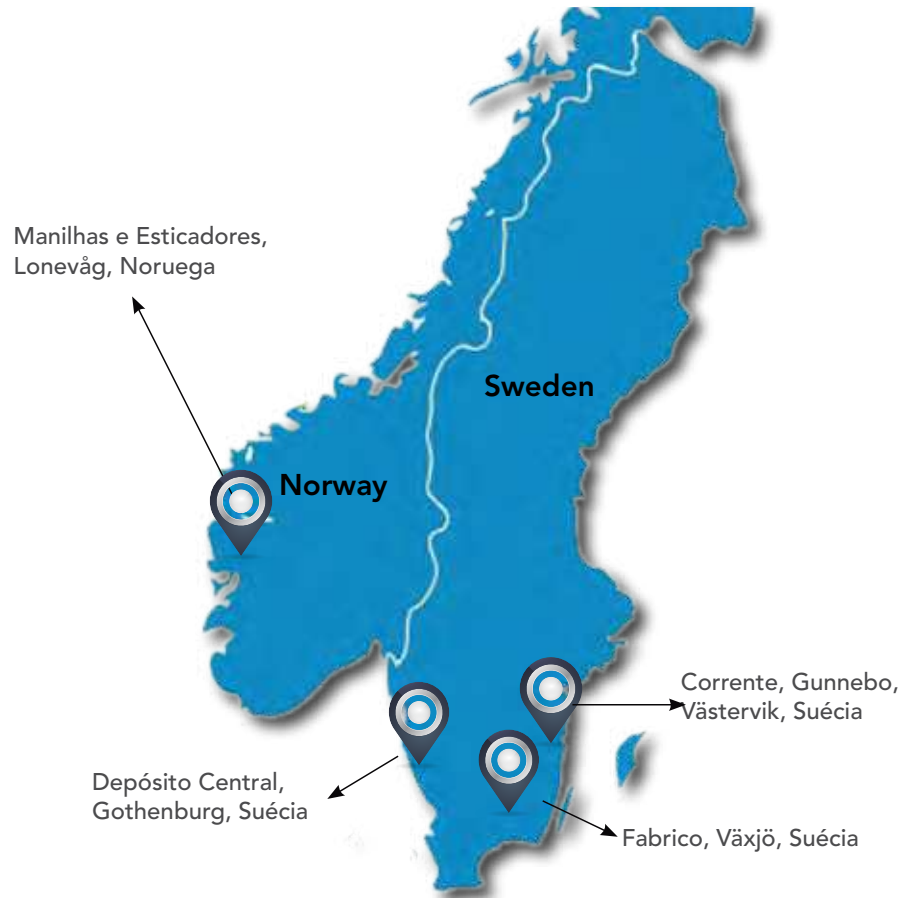 Manilhas e Esticadores,
Lonevåg, Noruega
Sweden
Norway
Corrente, Gunnebo,
Västervik, Suécia
Depósito Central,
Gothenburg, Suécia
Fabrico, Växjö, Suécia